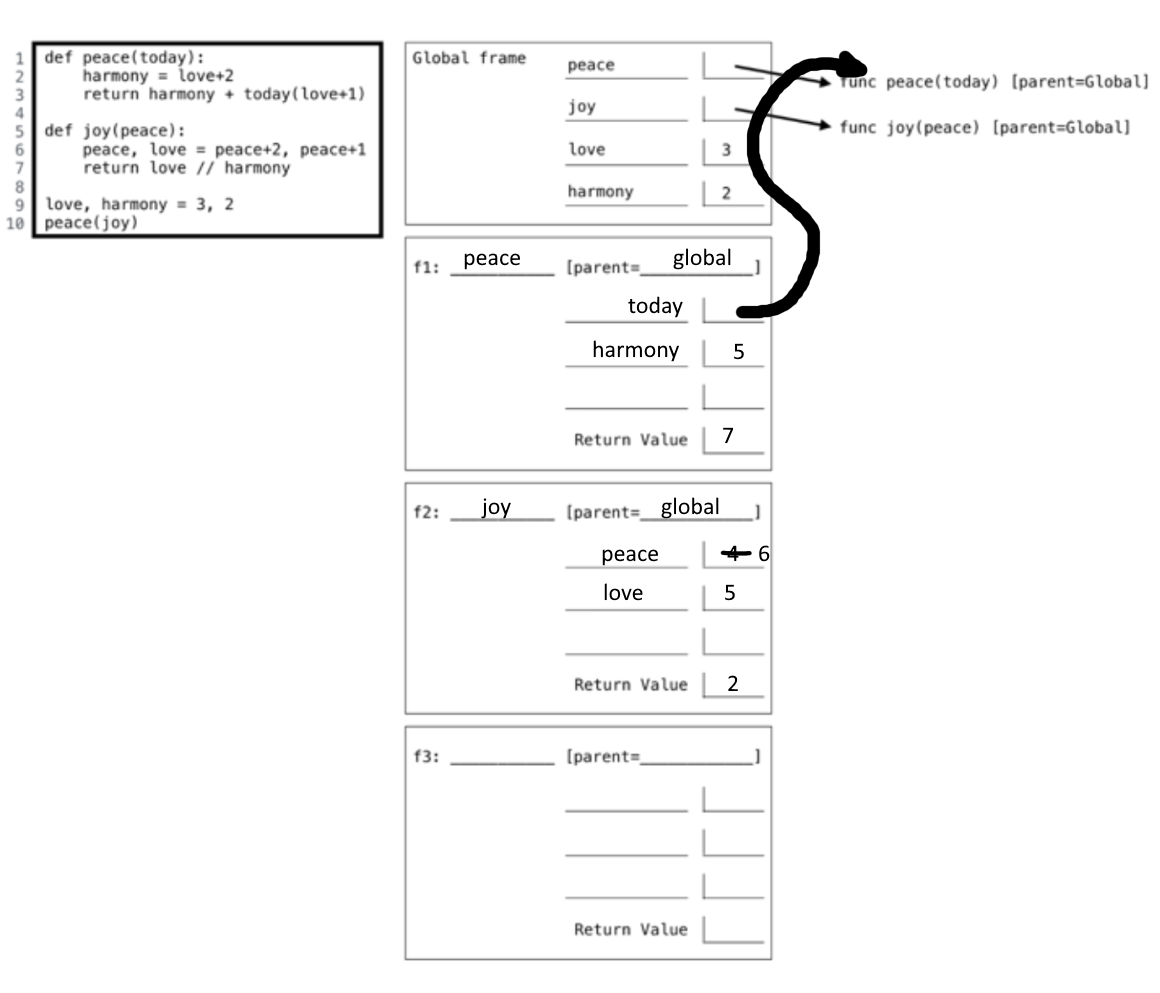 1 def peace(today):
2 harmony = love+2
3 return harmony + today(love+1)
4
5 def joy(peace):
6 peace, love = peace+2, peace+1
7 return love // harmony
8
9 love, harmony = 3, 2
10 peace(joy)
Global frame
peace
func peace(today) [parent=Global]
joy
func joy(peace) [parent=Global]
love 3
harmony 2
f1: peace [parent= global ]
today
harmony 5
Return Value 7
f2: joy [parent= global ]
peace 4 6
love 5
Return Value 2
f3: ___________ [parent=_____________]
Return Value